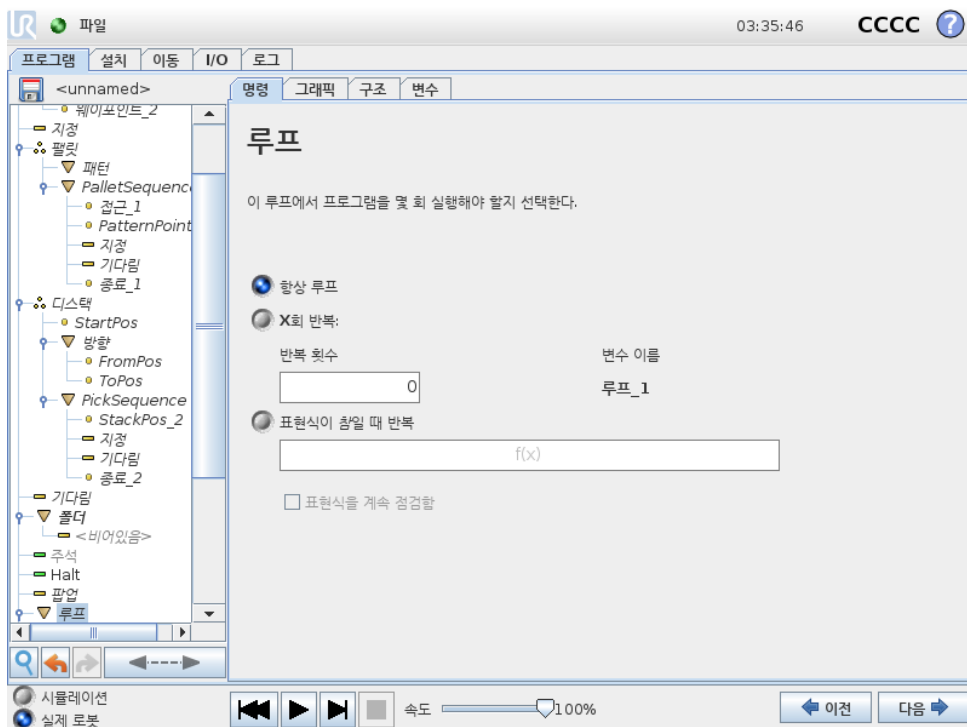 UR 파일 03:35:46 CCCC ?
프로그램 설치 이동 I/O 로그
<unnamed>
명령 그래픽 구조 변수
웨이포인트_2
지정
팔릿
패턴
PalletSequenc
접근_1
PatternPoint
지정
기다림
종료_1
디스택
StartPos
방향
FromPos
ToPos
PickSequence
StackPos_2
지정
기다림
종료_2
기다림
폴더
<비어있음>
주석
Halt
팝업
루프
루프
이 루프에서 프로그램을 몇 회 실행해야 할지 선택한다.
항상 루프
X회 반복:
반복 횟수 변수 이름
0 루프_1
표현식이 참일 때 반복
f(x)
표현식을 계속 점검함
시뮬레이션
실제 로봇
속도 100%
이전 다음